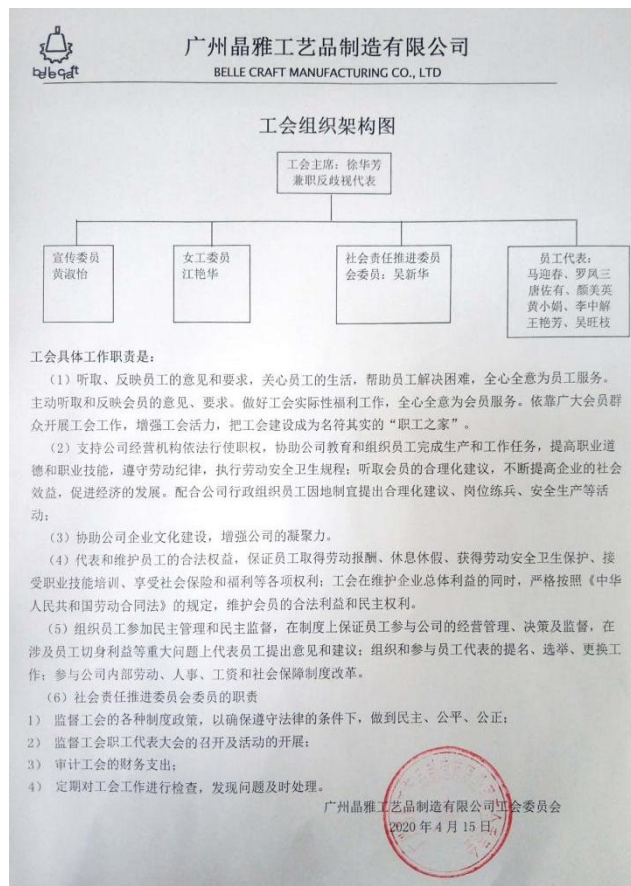 belle craft
广州晶雅工艺品制造有限公司
BELLE CRAFT MANUFACTURING CO., LTD
工会组织架构图
工会主席：徐华芳
兼职反歧视代表
宣传委员
黄淑怡
女工委员
江艳华
社会责任推进委员
会委员：吴新华
员工代表：
马迎春、罗凤三
唐佐有、颜美英
黄小娟、李中解
王艳芳、吴旺枝
工会具体工作职责是：
（1）听取、反映员工的意见和要求，关心员工的生活，帮助员工解决困难，全心全意为员工服务。
主动听取和反映会员的意见、要求。做好工会实际性福利工作，全心全意为会员服务。依靠广大会员群
众开展工会工作，增强工会活力，把工会建设成为名符其实的“职工之家”。
（2）支持公司经营机构依法行使职权，协助公司教育和组织员工完成生产和工作任务，提高职业道
德和职业技能，遵守劳动纪律，执行劳动安全卫生规程；听取会员的合理化建议，不断提高企业的社会
效益，促进经济的发展。配合公司行政组织员工因地制宜提出合理化建议、岗位练兵、安全生产等活
动；
（3）协助公司企业文化建设，增强公司的凝聚力。
（4）代表和维护员工的合法权益，保证员工取得劳动报酬、休息休假、获得劳动安全卫生保护、接
受职业技能培训、享受社会保险和福利等各项权利；工会在维护企业总体利益的同时，严格按照《中华
人民共和国劳动合同法》的规定，维护会员的合法利益和民主权利。
（5）组织员工参加民主管理和民主监督，在制度上保证员工参与公司的经营管理、决策及监督，在
涉及员工切身利益等重大问题上代表员工提出意见和建议；组织和参与员工代表的提名、选举、更换工
作；参与公司内部劳动、人事、工资和社会保障制度改革。
（6）社会责任推进委员会委员的职责
1） 监督工会的各种制度政策，以确保遵守法律的条件下，做到民主、公平、公正；
2） 监督工会职工代表大会的召开及活动的开展；
3） 审计工会的财务支出；
4） 定期对工会工作进行检查，发现问题及时处理。
广州晶雅工艺品制造有限公司工会委员会
2020 年 4 月 15 日